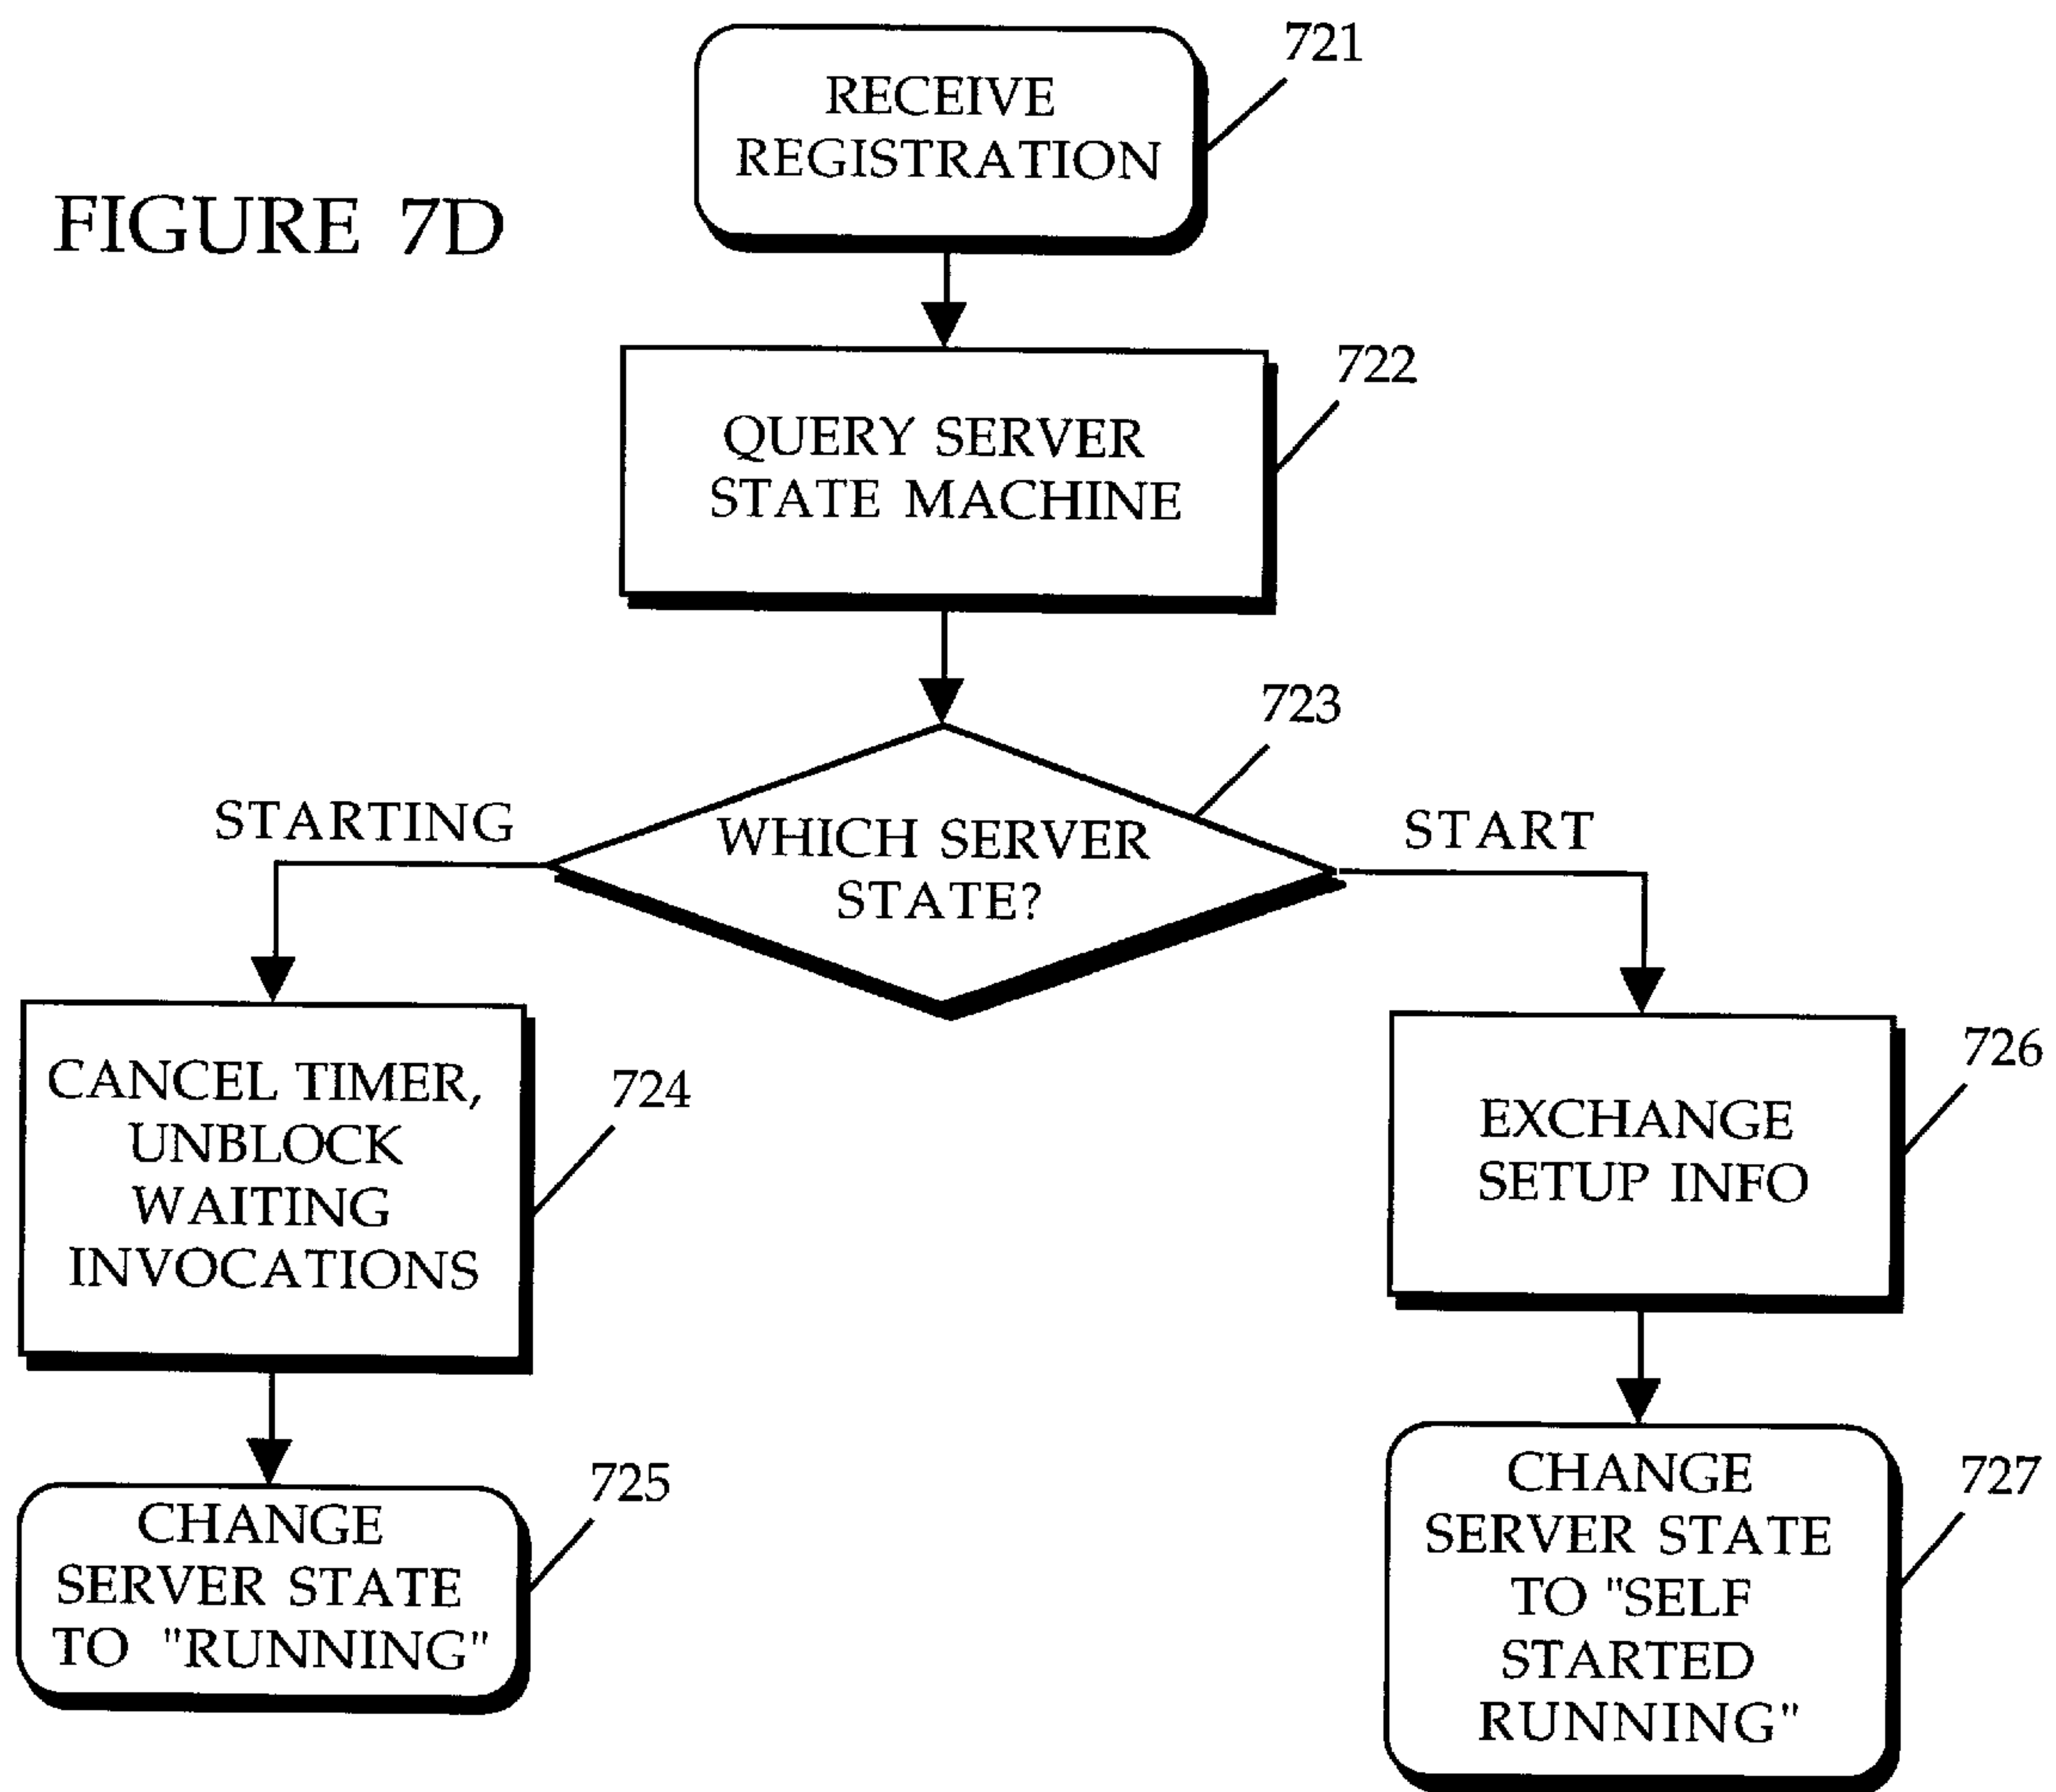 721
RECEIVE
REGISTRATION
FIGURE 7D
722
QUERY SERVER
STATE MACHINE
723
STARTING
START
WHICH SERVER
STATE?
CANCEL TIMER,
UNBLOCK
WAITING
INVOCATIONS
724
726
EXCHANGE
SETUP INFO
725
CHANGE
SERVER STATE
TO "RUNNING"
727
CHANGE
SERVER STATE
TO "SELF
STARTED
RUNNING"